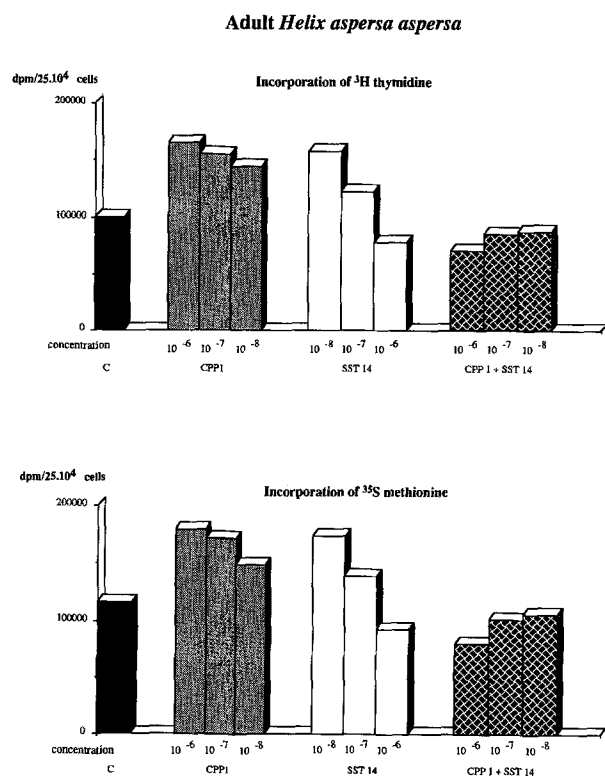 Adult Helix aspersa aspersa
dpm/25.10⁴ cells
Incorporation of ³H thymidine
200000
100000
0
concentration
10⁻⁶ 10⁻⁷ 10⁻⁸ 10⁻⁸ 10⁻⁷ 10⁻⁶ 10⁻⁶ 10⁻⁷ 10⁻⁸
C CPP1 SST 14 CPP 1 + SST 14
dpm/25.10⁴ cells
Incorporation of ³⁵S methionine
200000
100000
0
concentration
10⁻⁶ 10⁻⁷ 10⁻⁸ 10⁻⁸ 10⁻⁷ 10⁻⁶ 10⁻⁶ 10⁻⁷ 10⁻⁸
C CPP1 SST 14 CPP 1 + SST 14